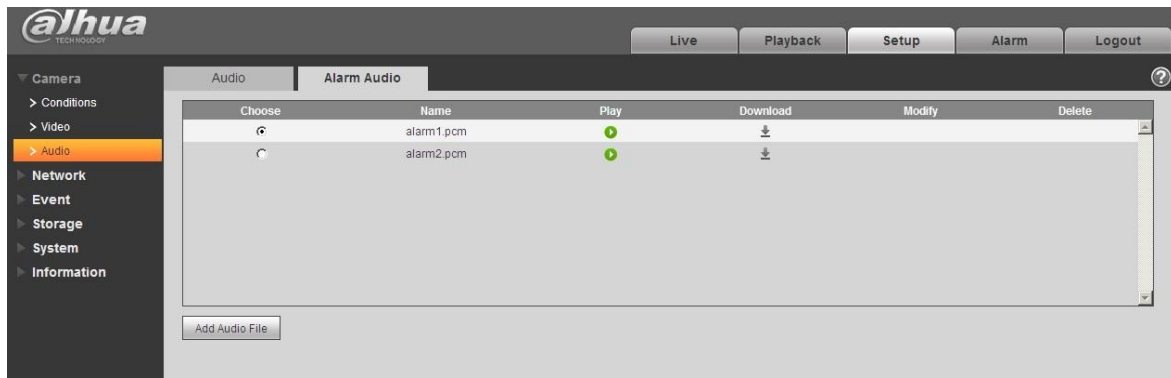 alhua
TECHNOLOGY
Live Playback Setup Alarm Logout
Camera
> Conditions
> Video
> Audio
Network
Event
Storage
System
Information
Audio Alarm Audio
?
Choose Name Play Download Modify Delete
alarm1.pcm
alarm2.pcm
Add Audio File